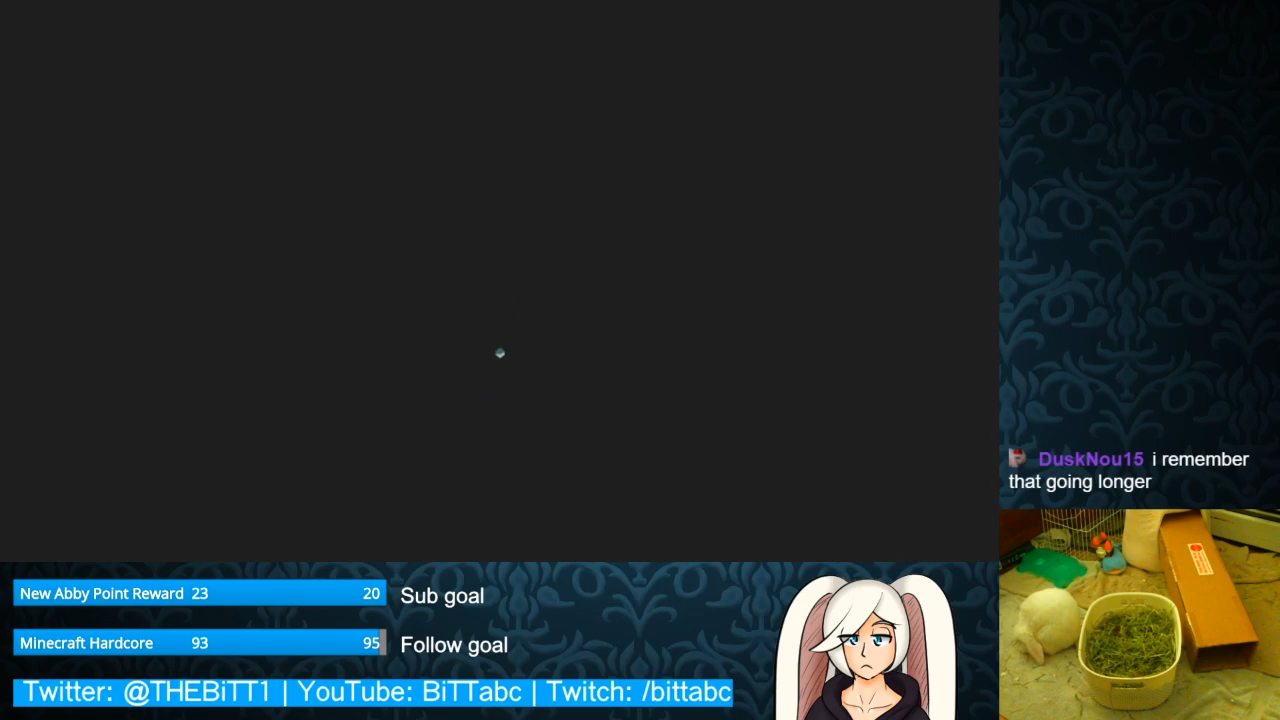 DuskNou15 i remember
that going longer
New Abby Point Reward 23 20 Sub goal
Minecraft Hardcore 93 95 Follow goal
Twitter: @THEBiTT1 | YouTube: BiTTabc | Twitch: /bittabc